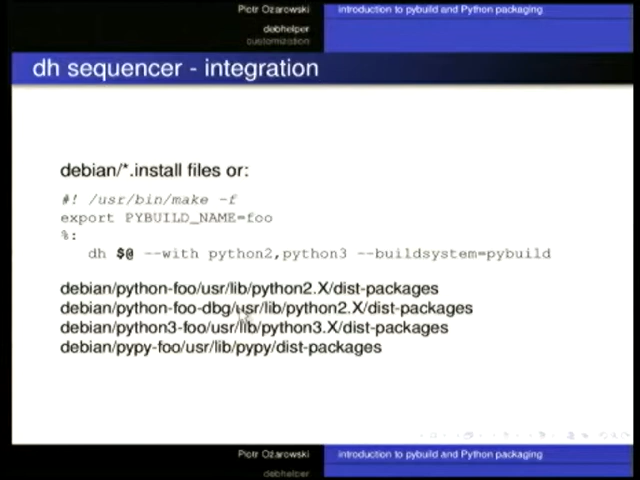 Piotr Ożarowski
introduction to pybuild and Python packaging
debhelper
customization
dh sequencer - integration
debian/*.install files or:
#! /usr/bin/make -f
export PYBUILD_NAME=foo
%:
dh $@ --with python2,python3 --buildsystem=pybuild
debian/python-foo/usr/lib/python2.X/dist-packages
debian/python-foo-dbg/usr/lib/python2.X/dist-packages
debian/python3-foo/usr/lib/python3.X/dist-packages
debian/pypy-foo/usr/lib/pypy/dist-packages
Piotr Ożarowski
introduction to pybuild and Python packaging
debhelper